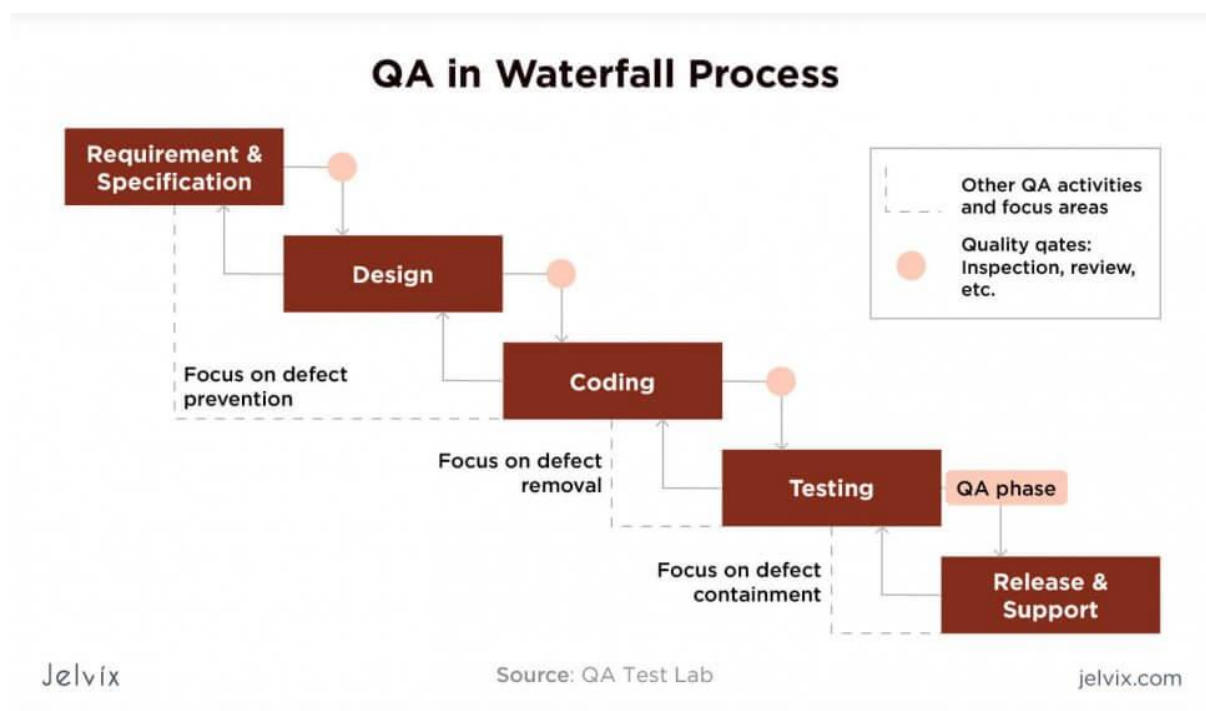 QA in Waterfall Process
Requirement &
Specification
Design
Coding
Testing
QA phase
Release &
Support
Focus on defect
prevention
Focus on defect
removal
Focus on defect
containment
Other QA activities
and focus areas
Quality qates:
Inspection, review,
etc.
Jelvix
Source: QA Test Lab
jelvix.com